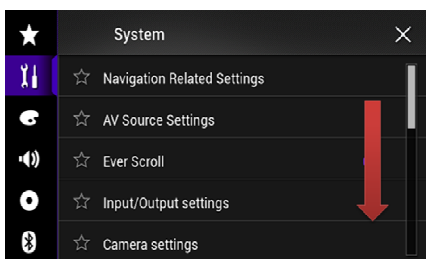 System
Navigation Related Settings
AV Source Settings
Ever Scroll
Input/Output settings
Camera settings